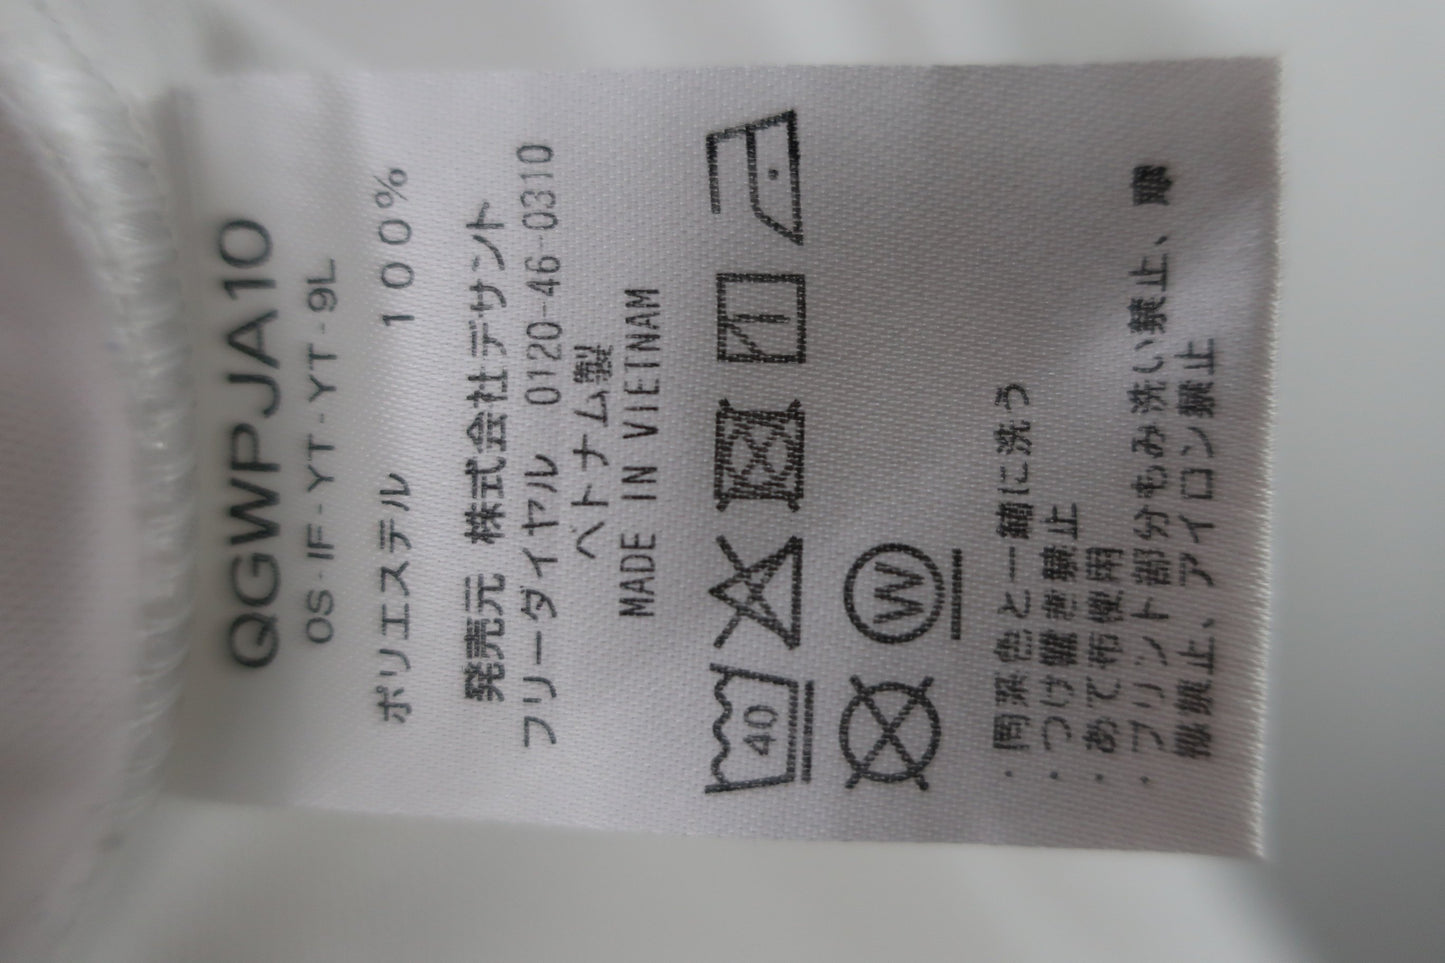 QGWPJA10
OS-IF-YT-YT-9L
ポリエステル 100%
発売元 株式会社デサント
フリーダイヤル 0120-46-0310
ベトナム製
MADE IN VIETNAM
40
W
・同系色と一緒に洗う
・つけ置き禁止
・あて布使用
・プリント部分もみ洗い禁止、摩
擦禁止、アイロン禁止